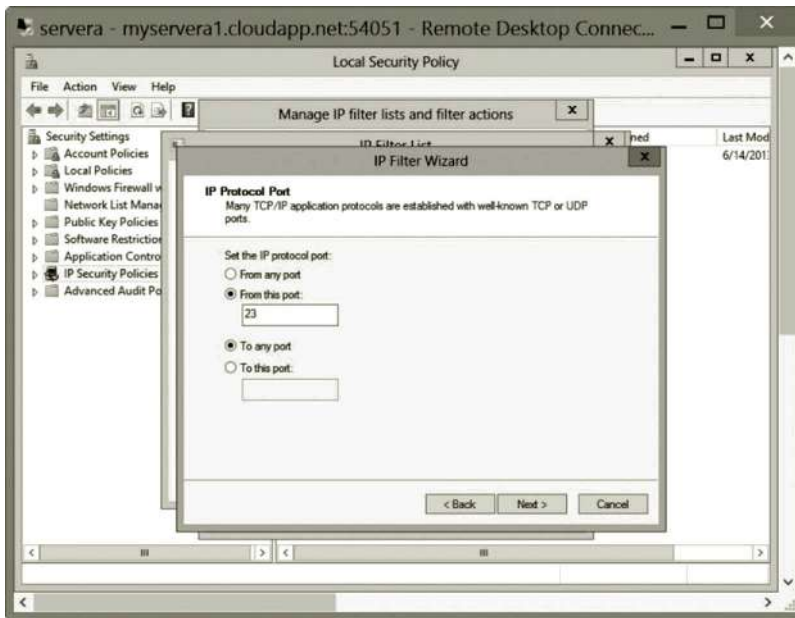 servera - myservera1.cloudapp.net:54051 - Remote Desktop Connec...
Local Security Policy
File Action View Help
Manage IP filter lists and filter actions
IP Filter List
IP Filter Wizard
Security Settings
Account Policies
Local Policies
Windows Firewall w
Network List Mana
Public Key Policies
Software Restriction
Application Contro
IP Security Policies
Advanced Audit Po
ned
Last Mod
6/14/201
IP Protocol Port
Many TCP/IP application protocols are established with well-known TCP or UDP
ports.
Set the IP protocol port:
From any port
From this port:
23
To any port
To this port:
< Back
Next >
Cancel